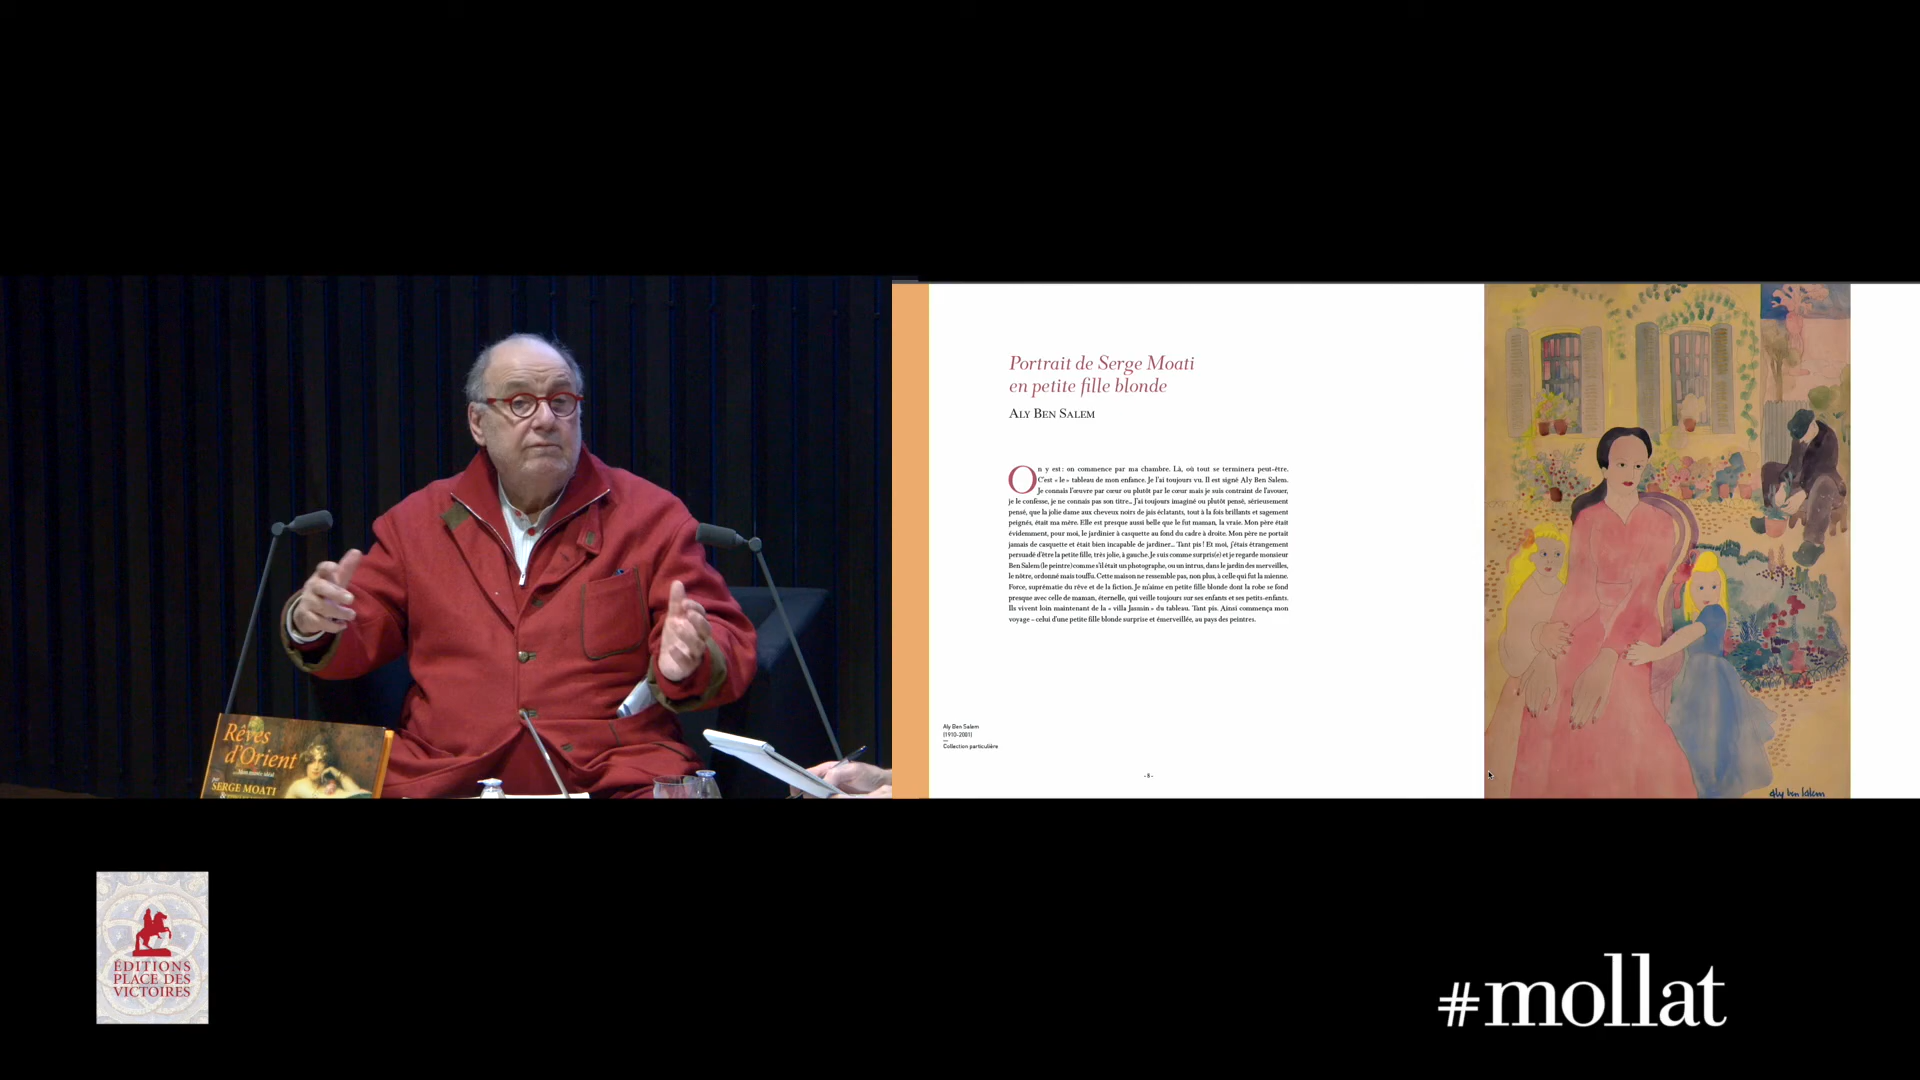 Rêves
d'Orient
par
SERGE MOATI
&
Portrait de Serge Moati
en petite fille blonde
ALY BEN SALEM
On y est : on commence par ma chambre. Là, où tout se terminera peut-être.
C'est « le » tableau de mon enfance. Je l'ai toujours vu. Il est signé Aly Ben Salem.
Je connais l'œuvre par cœur ou plutôt par le cœur mais je suis contraint de l'avouer,
je le confesse, je ne connais pas son titre... J'ai toujours imaginé ou plutôt pensé, sérieusement
pensé, que la jolie dame aux cheveux noirs de jais éclatants, tout à la fois brillants et sagement
peignés, était ma mère. Elle est presque aussi belle que le fut maman, la vraie. Mon père était
évidemment, pour moi, le jardinier à casquette au fond du cadre à droite. Mon père ne portait
jamais de casquette et était bien incapable de jardiner... Tant pis ! Et moi, j'étais étrangement
persuadé d'être la petite fille, très jolie, à gauche. Je suis comme surpris(e) et je regarde monsieur
Ben Salem (le peintre) comme s'il était un photographe, ou un intrus, dans le jardin des merveilles,
le nôtre, ordonné mais touffu. Cette maison ne ressemble pas, non plus, à celle qui fut la mienne.
Force, suprématie du rêve et de la fiction. Je m'aime en petite fille blonde dont la robe se fond
presque avec celle de maman, éternelle, qui veille toujours sur ses enfants et ses petits-enfants.
Ils vivent loin maintenant de la « villa Jasmin » du tableau. Tant pis. Ainsi commença mon
voyage – celui d'une petite fille blonde surprise et émerveillée, au pays des peintres.
Aly Ben Salem
(1910-2001)
—
Collection particulière
- 8 -
aly ben salem
ÉDITIONS
PLACE DES
VICTOIRES
#mollat